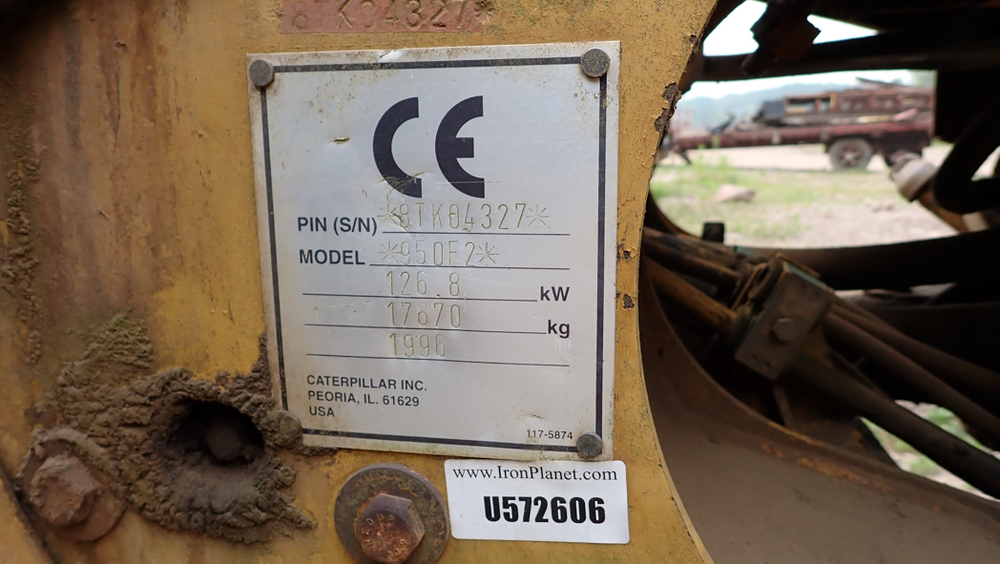 *8TK04327*
CE
PIN (S/N) *8TK04327*
MODEL *950F2*
126.8 kW
17670 kg
1996
CATERPILLAR INC.
PEORIA, IL. 61629
USA
117-5874
www.IronPlanet.com
U572606